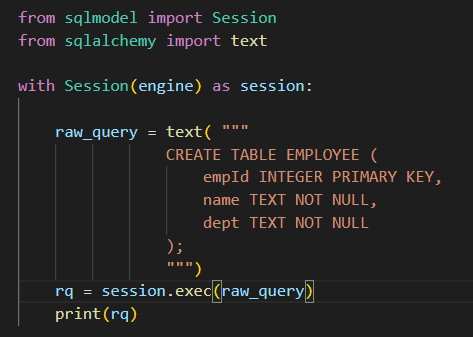 from sqlmodel import Session
from sqlalchemy import text
with Session(engine) as session:
raw_query = text( """
CREATE TABLE EMPLOYEE (
empId INTEGER PRIMARY KEY,
name TEXT NOT NULL,
dept TEXT NOT NULL
);
""")
rq = session.exec(raw_query)
print(rq)